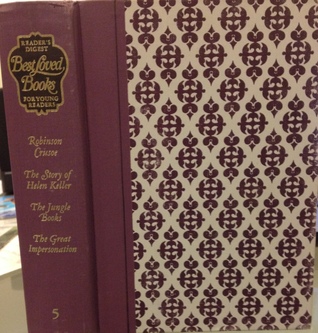 READER'S
DIGEST
Best Loved
Books
FOR YOUNG
READERS
Robinson
Crusoe
The Story of
Helen Keller
The Jungle
Books
The Great
Impersonation
5